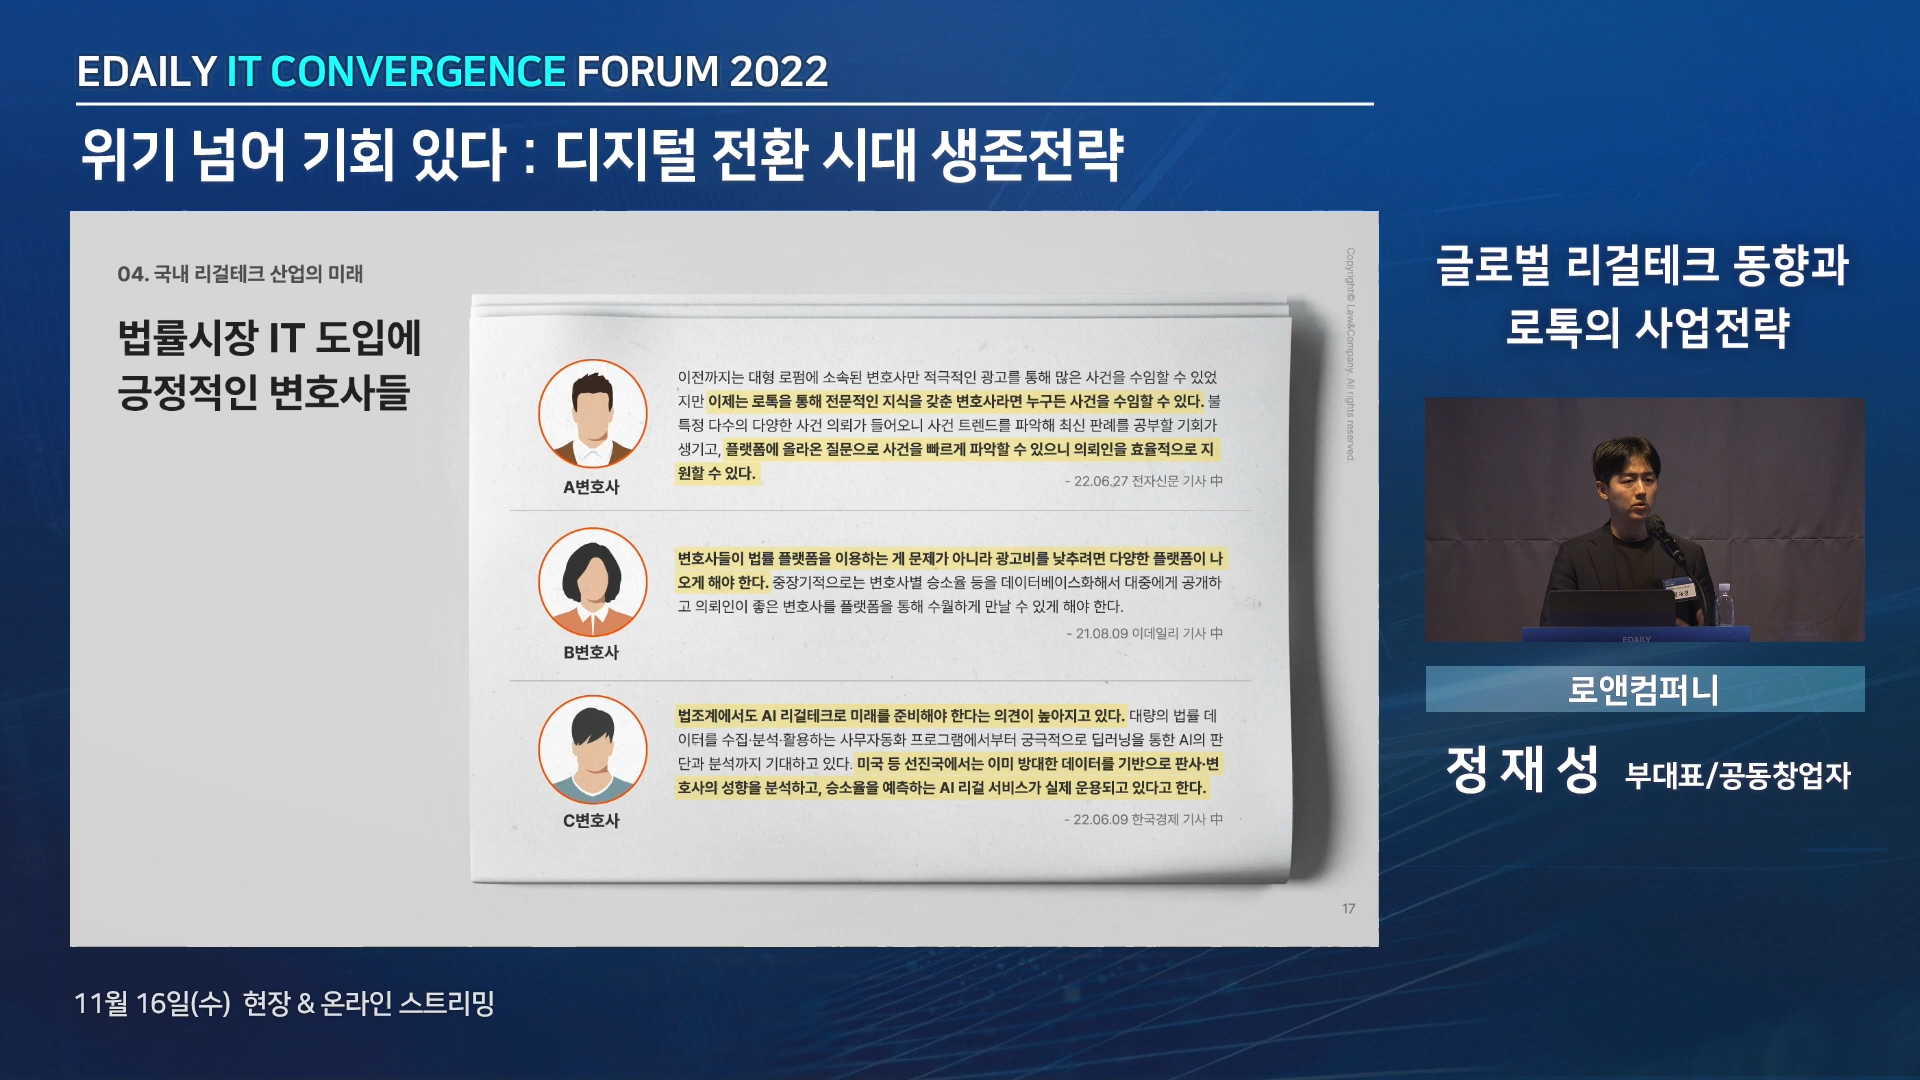 EDAILY IT CONVERGENCE FORUM 2022
위기 넘어 기회 있다 : 디지털 전환 시대 생존전략
04. 국내 리걸테크 산업의 미래
법률시장 IT 도입에
긍정적인 변호사들
이전까지는 대형 로펌에 소속된 변호사만 적극적인 광고를 통해 많은 사건을 수임할 수 있었
지만 이제는 로톡을 통해 전문적인 지식을 갖춘 변호사라면 누구든 사건을 수임할 수 있다. 불
특정 다수의 다양한 사건 의뢰가 들어오니 사건 트렌드를 파악해 최신 판례를 공부할 기회가
생기고, 플랫폼에 올라온 질문으로 사건을 빠르게 파악할 수 있으니 의뢰인을 효율적으로 지
원할 수 있다.
- 22.06.27 전자신문 기사 中
A변호사
변호사들이 법률 플랫폼을 이용하는 게 문제가 아니라 광고비를 낮추려면 다양한 플랫폼이 나
오게 해야 한다. 중장기적으로는 변호사별 승소율 등을 데이터베이스화해서 대중에게 공개하
고 의뢰인이 좋은 변호사를 플랫폼을 통해 수월하게 만날 수 있게 해야 한다.
- 21.08.09 이데일리 기사 中
B변호사
법조계에서도 AI 리걸테크로 미래를 준비해야 한다는 의견이 높아지고 있다. 대량의 법률 데
이터를 수집·분석·활용하는 사무자동화 프로그램에서부터 궁극적으로 딥러닝을 통한 AI의 판
단과 분석까지 기대하고 있다. 미국 등 선진국에서는 이미 방대한 데이터를 기반으로 판사·변
호사의 성향을 분석하고, 승소율을 예측하는 AI 리걸 서비스가 실제 운용되고 있다고 한다.
- 22.06.09 한국경제 기사 中
C변호사
Copyright© Law&Company. All rights reserved.
17
글로벌 리걸테크 동향과
로톡의 사업전략
EDAILY
로앤컴퍼니
정재성 부대표/공동창업자
11월 16일(수) 현장 & 온라인 스트리밍